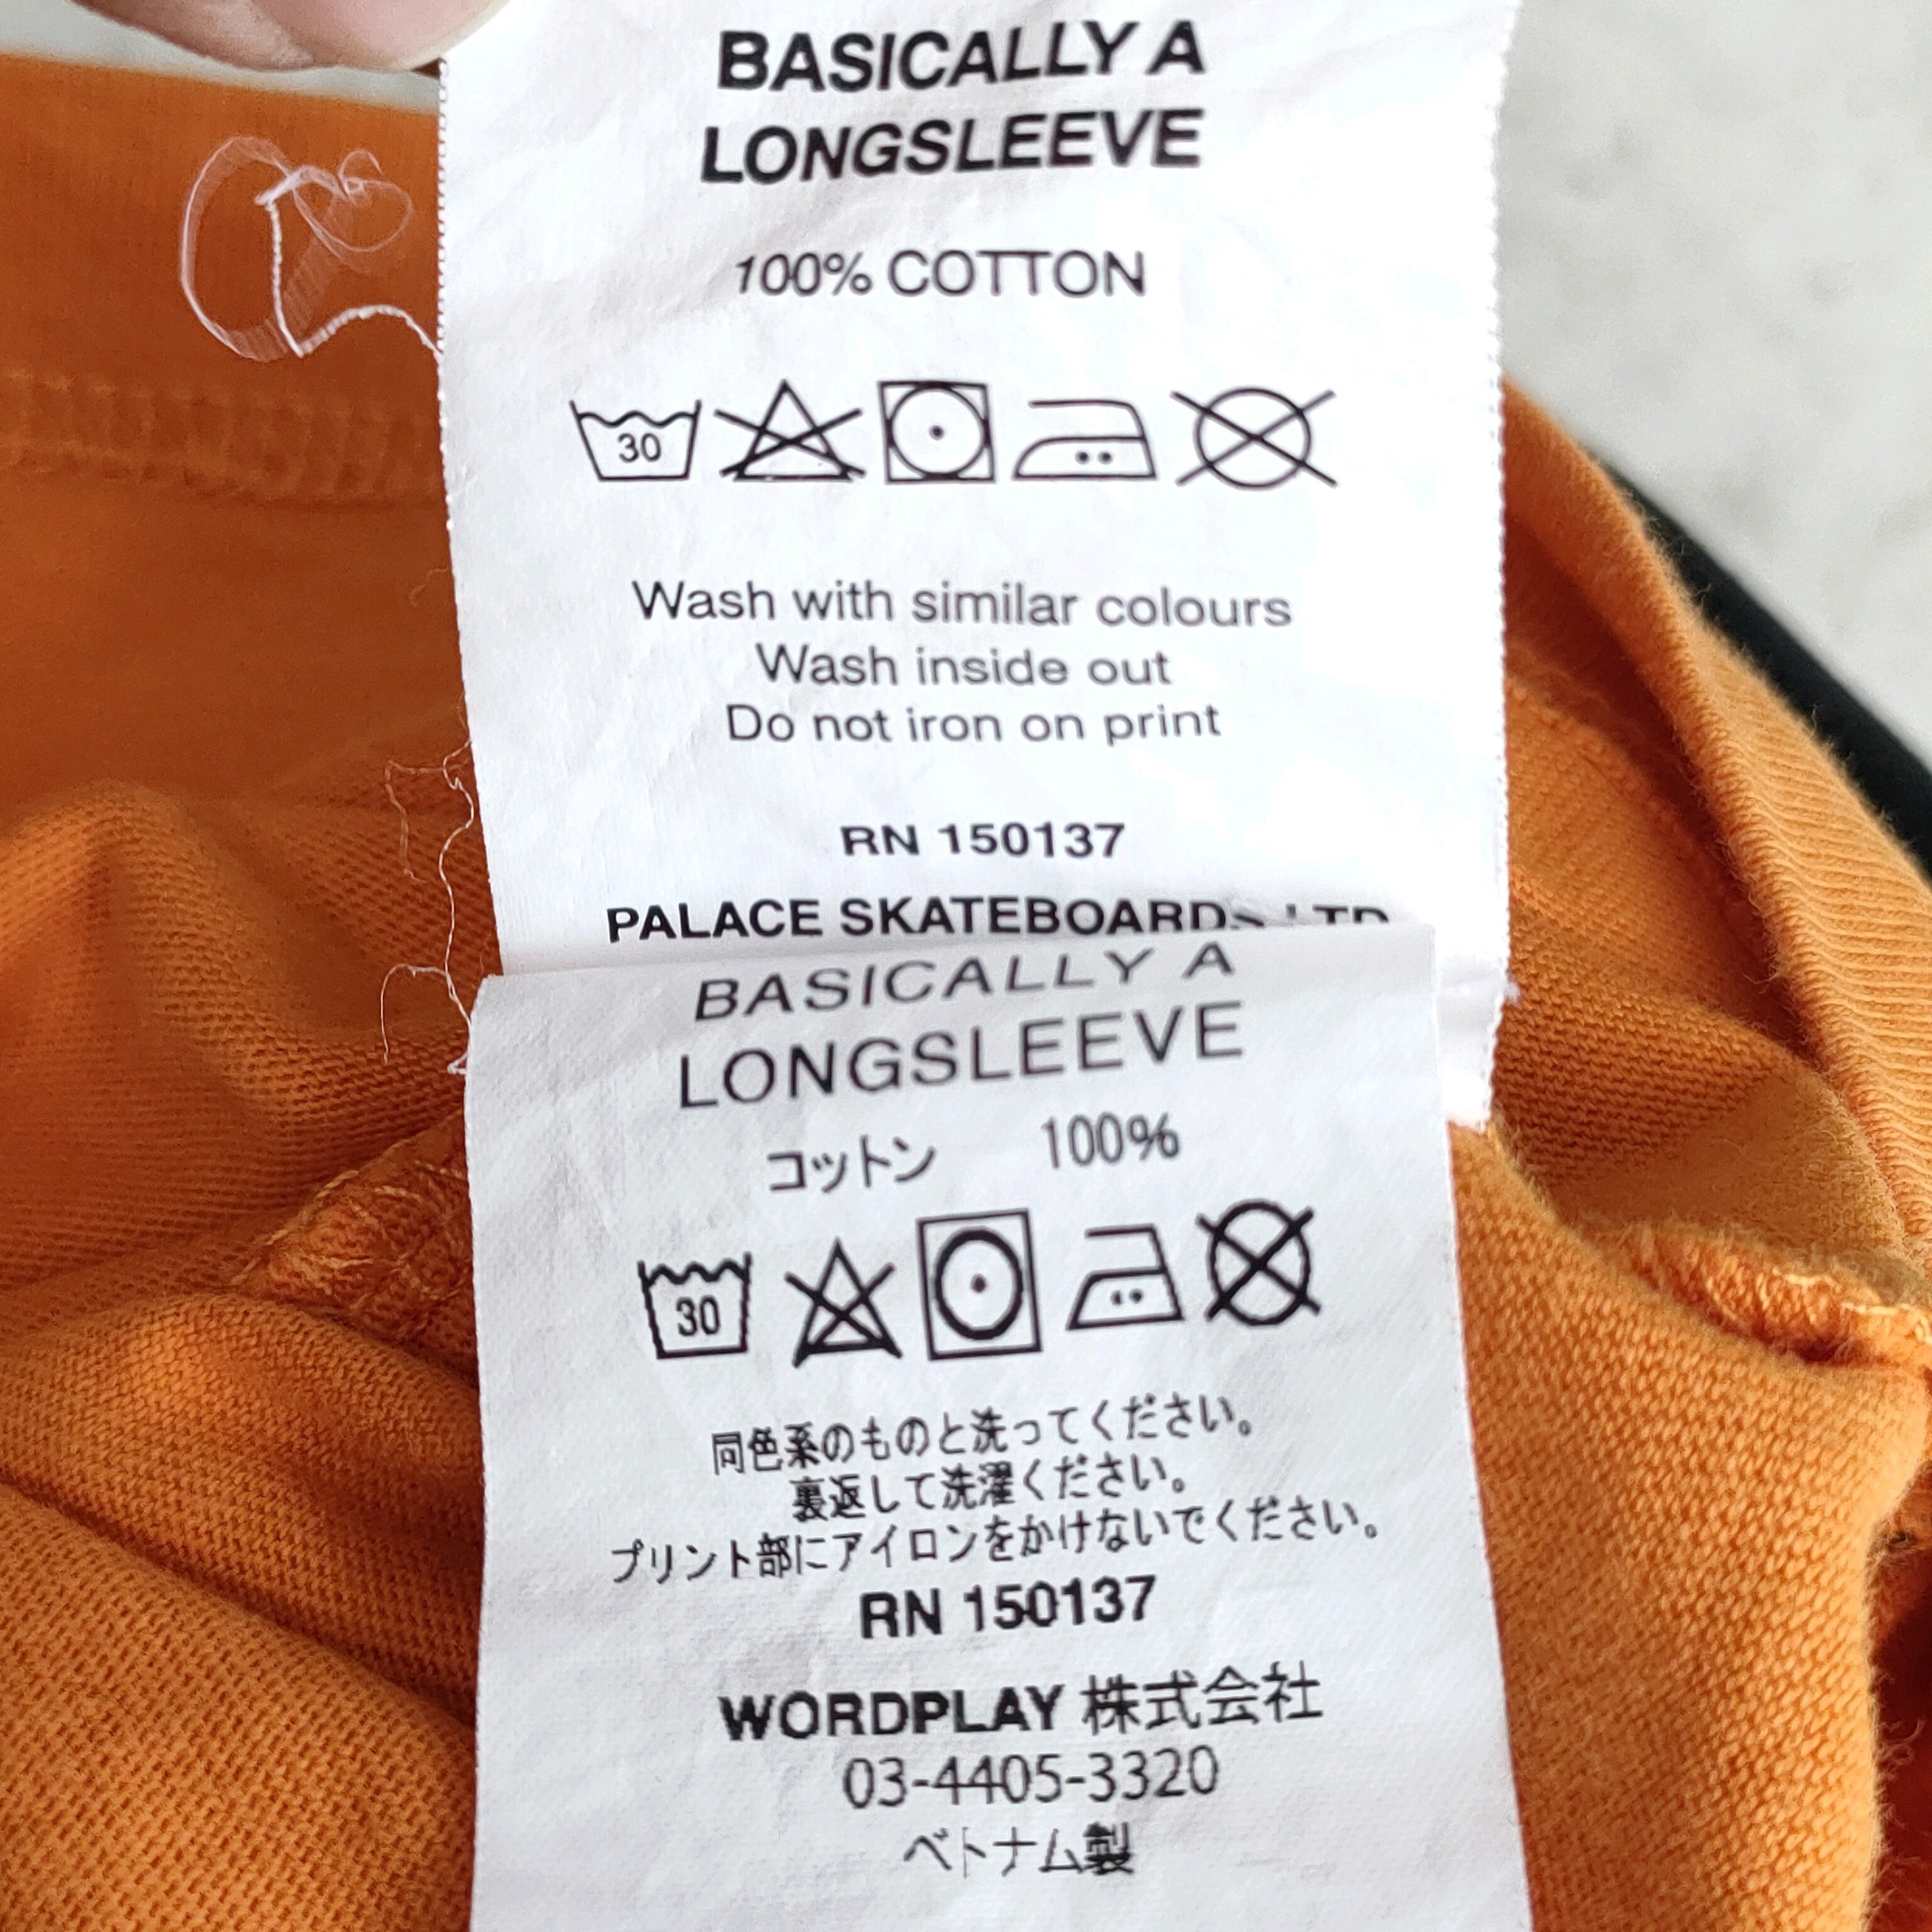 BASICALLY A
LONGSLEEVE
100% COTTON
30
Wash with similar colours
Wash inside out
Do not iron on print
RN 150137
PALACE SKATEBOARDS LTD
BASICALLY A
LONGSLEEVE
コットン 100%
30
同色系のものと洗ってください。
裏返して洗濯ください。
プリント部にアイロンをかけないでください。
RN 150137
WORDPLAY 株式会社
03-4405-3320
ベトナム製